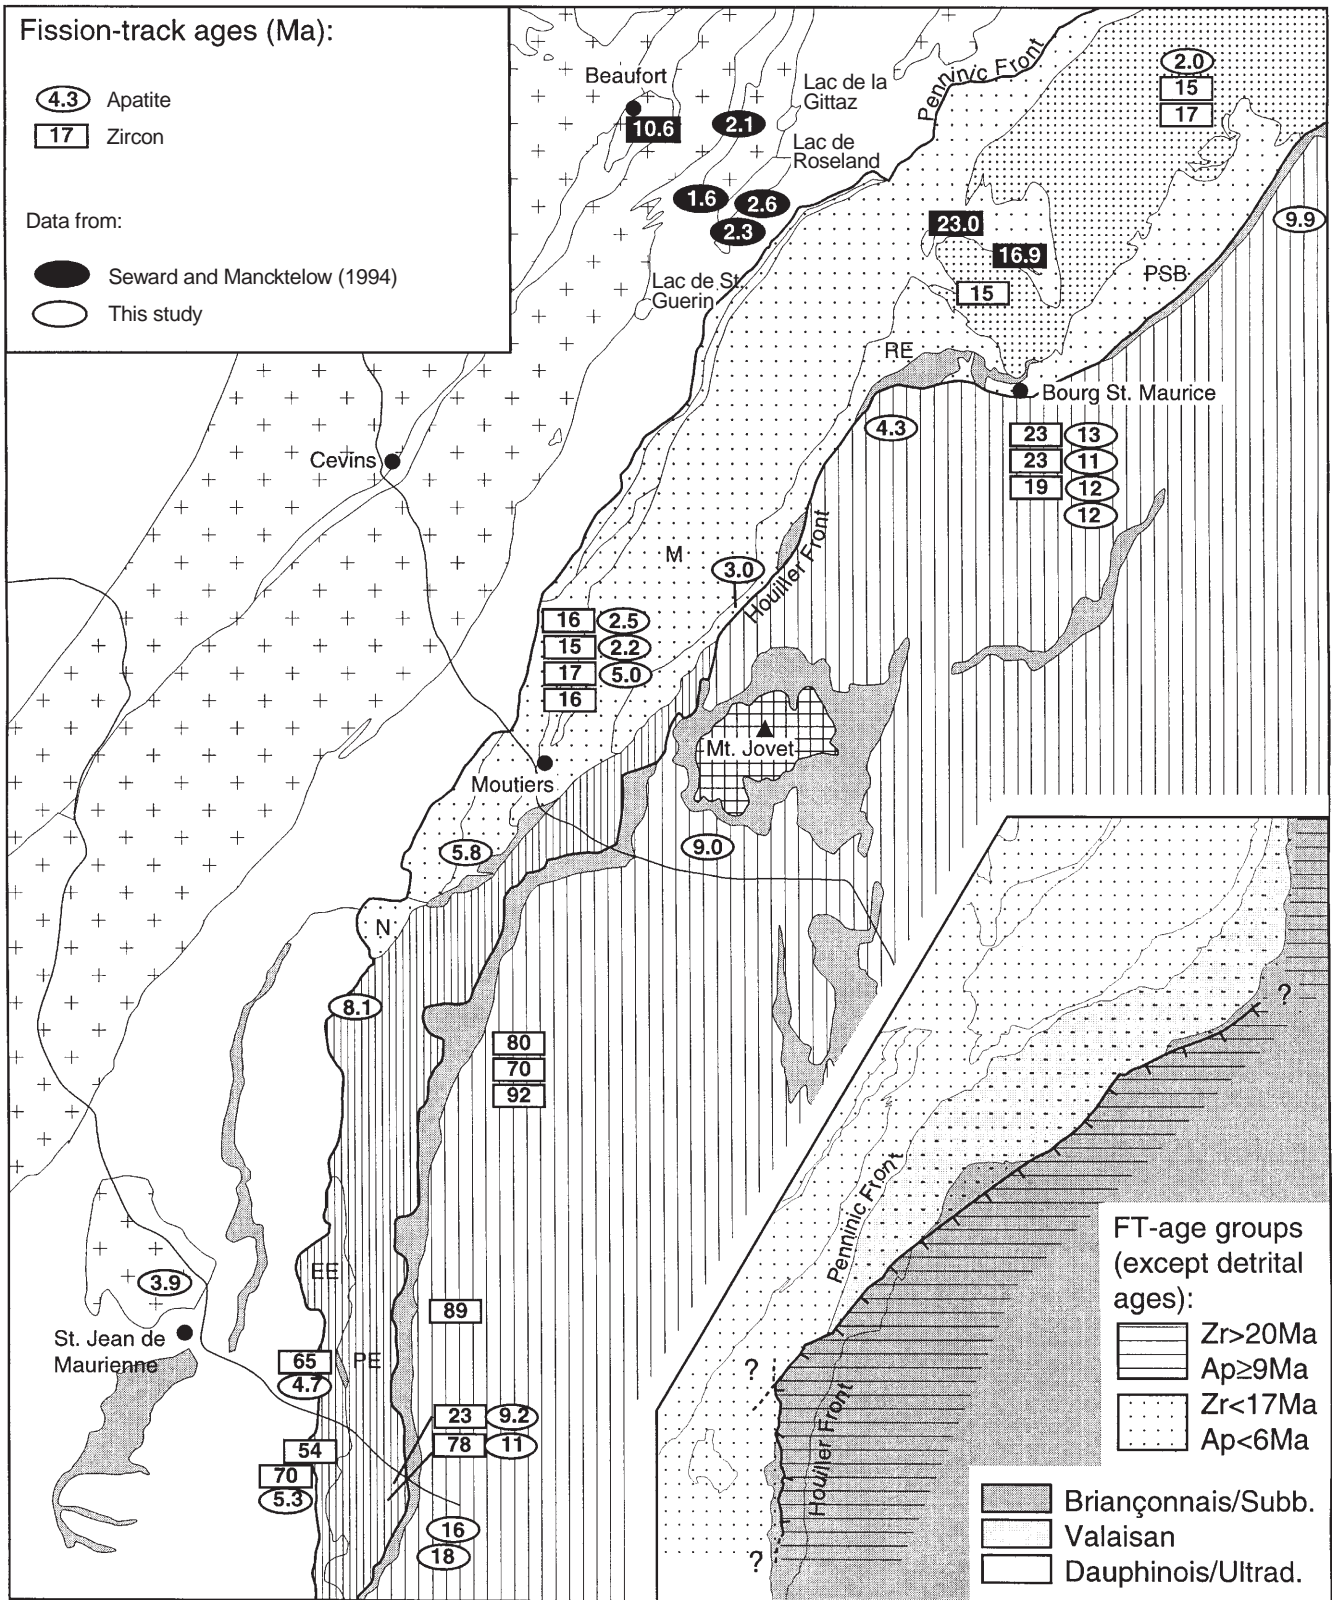 Fission-track ages (Ma):
4.3 Apatite
17 Zircon
Data from:
Seward and Mancktelow (1994)
This study
Beaufort
10.6
2.1
Lac de la
Gittaz
Lac de
Roseland
1.6
2.6
2.3
Lac de St.
Guerin
Penninic Front
2.0
15
17
9.9
23.0
16.9
15
PSB
RE
Bourg St. Maurice
4.3
23 13
23 11
19 12
12
Cevins
M
3.0
Houiller Front
16 2.5
15 2.2
17 5.0
16
Mt. Jovet
Moutiers
5.8
9.0
N
8.1
80
70
92
EE
3.9
St. Jean de
Maurienne
89
65
4.7
PE
23 9.2
78 11
54
70
5.3
16
18
?
Penninic Front
?
Houiller Front
?
FT-age groups
(except detrital
ages):
Zr>20Ma
Ap≥9Ma
Zr<17Ma
Ap<6Ma
Briançonnais/Subb.
Valaisan
Dauphinois/Ultrad.